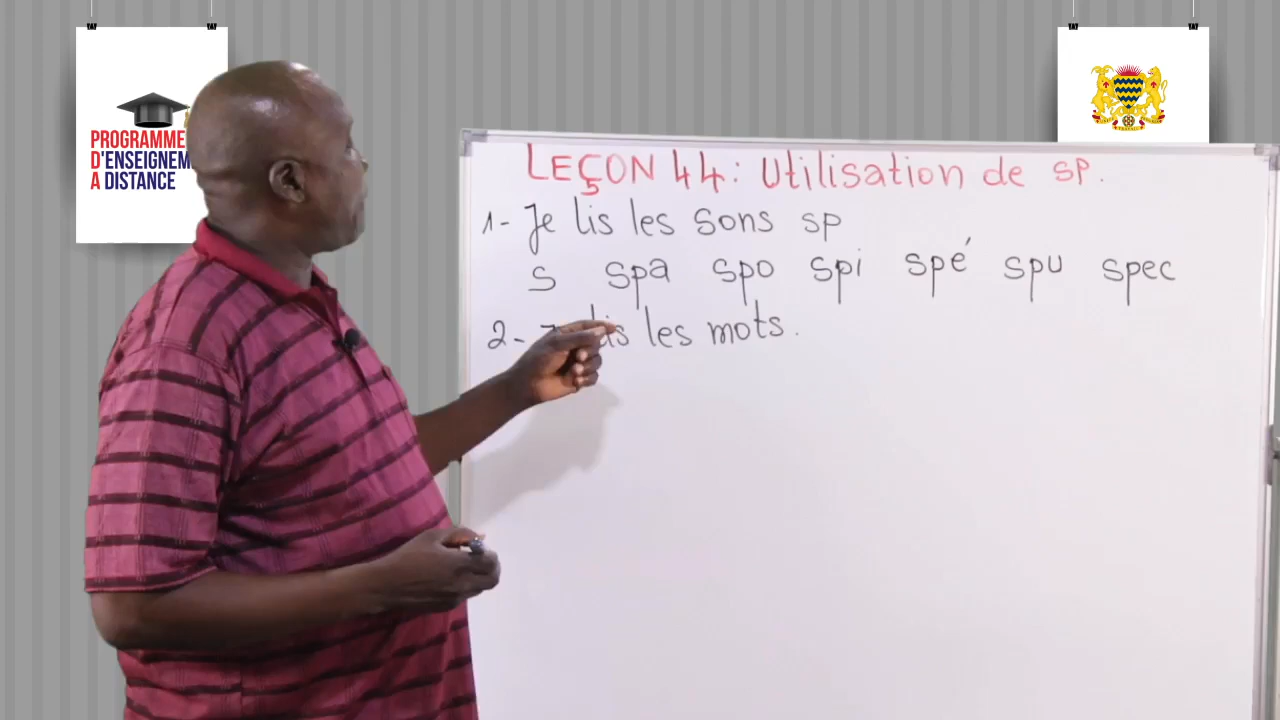 PROGRAMME
D'ENSEIGNEM
A DISTANCE
LEÇON 44: Utilisation de sp.
1- Je lis les sons sp
s spa spo spi spé spu spec
2- lis les mots.